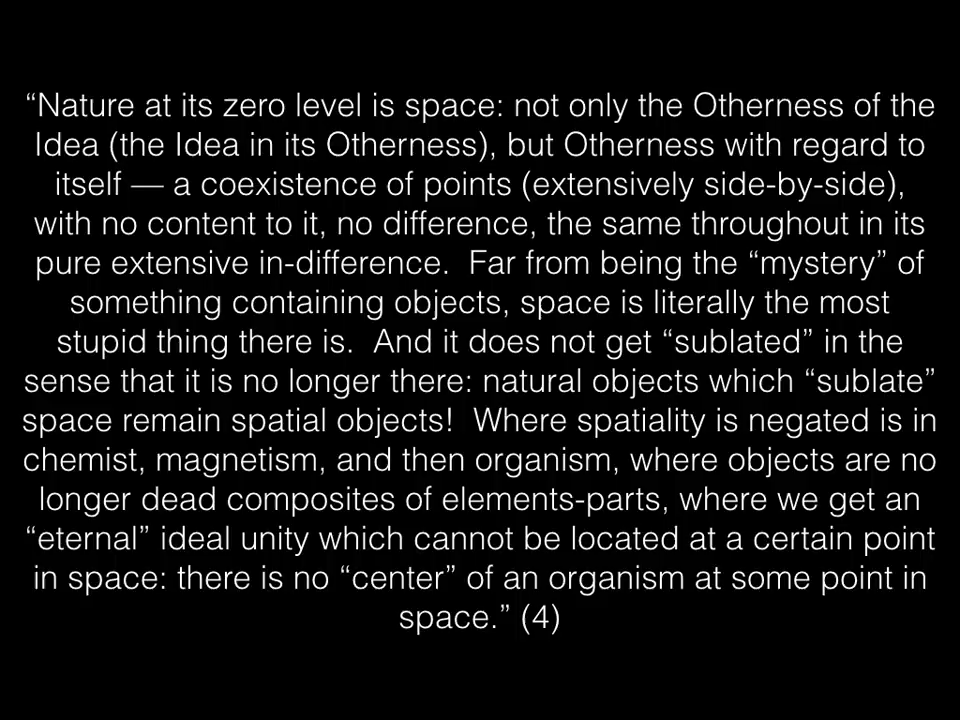 “Nature at its zero level is space: not only the Otherness of the
Idea (the Idea in its Otherness), but Otherness with regard to
itself — a coexistence of points (extensively side-by-side),
with no content to it, no difference, the same throughout in its
pure extensive in-difference.  Far from being the “mystery” of
something containing objects, space is literally the most
stupid thing there is.  And it does not get “sublated” in the
sense that it is no longer there: natural objects which “sublate”
space remain spatial objects!  Where spatiality is negated is in
chemist, magnetism, and then organism, where objects are no
longer dead composites of elements-parts, where we get an
“eternal” ideal unity which cannot be located at a certain point
in space: there is no “center” of an organism at some point in
space.” (4)